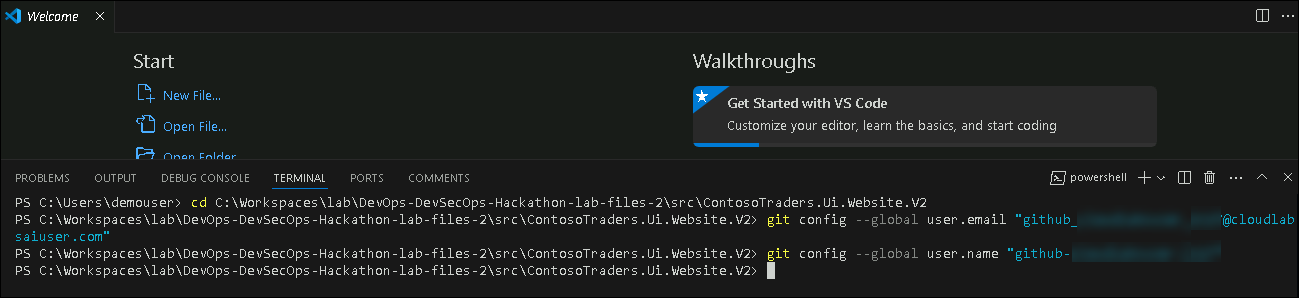 Welcome
Start
Walkthroughs
New File...
Get Started with VS Code
Open File...
Customize your editor, learn the basics, and start coding
Open Folder
PROBLEMS OUTPUT DEBUG CONSOLE TERMINAL PORTS COMMENTS powershell
PS C:\Users\demouser> cd C:\Workspaces\lab\DevOps-DevSecOps-Hackathon-lab-files-2\src\ContosoTraders.Ui.Website.V2
PS C:\Workspaces\lab\DevOps-DevSecOps-Hackathon-lab-files-2\src\ContosoTraders.Ui.Website.V2> git config --global user.email "github_ @cloudlab
saiuser.com"
PS C:\Workspaces\lab\DevOps-DevSecOps-Hackathon-lab-files-2\src\ContosoTraders.Ui.Website.V2> git config --global user.name "github-
PS C:\Workspaces\lab\DevOps-DevSecOps-Hackathon-lab-files-2\src\ContosoTraders.Ui.Website.V2>